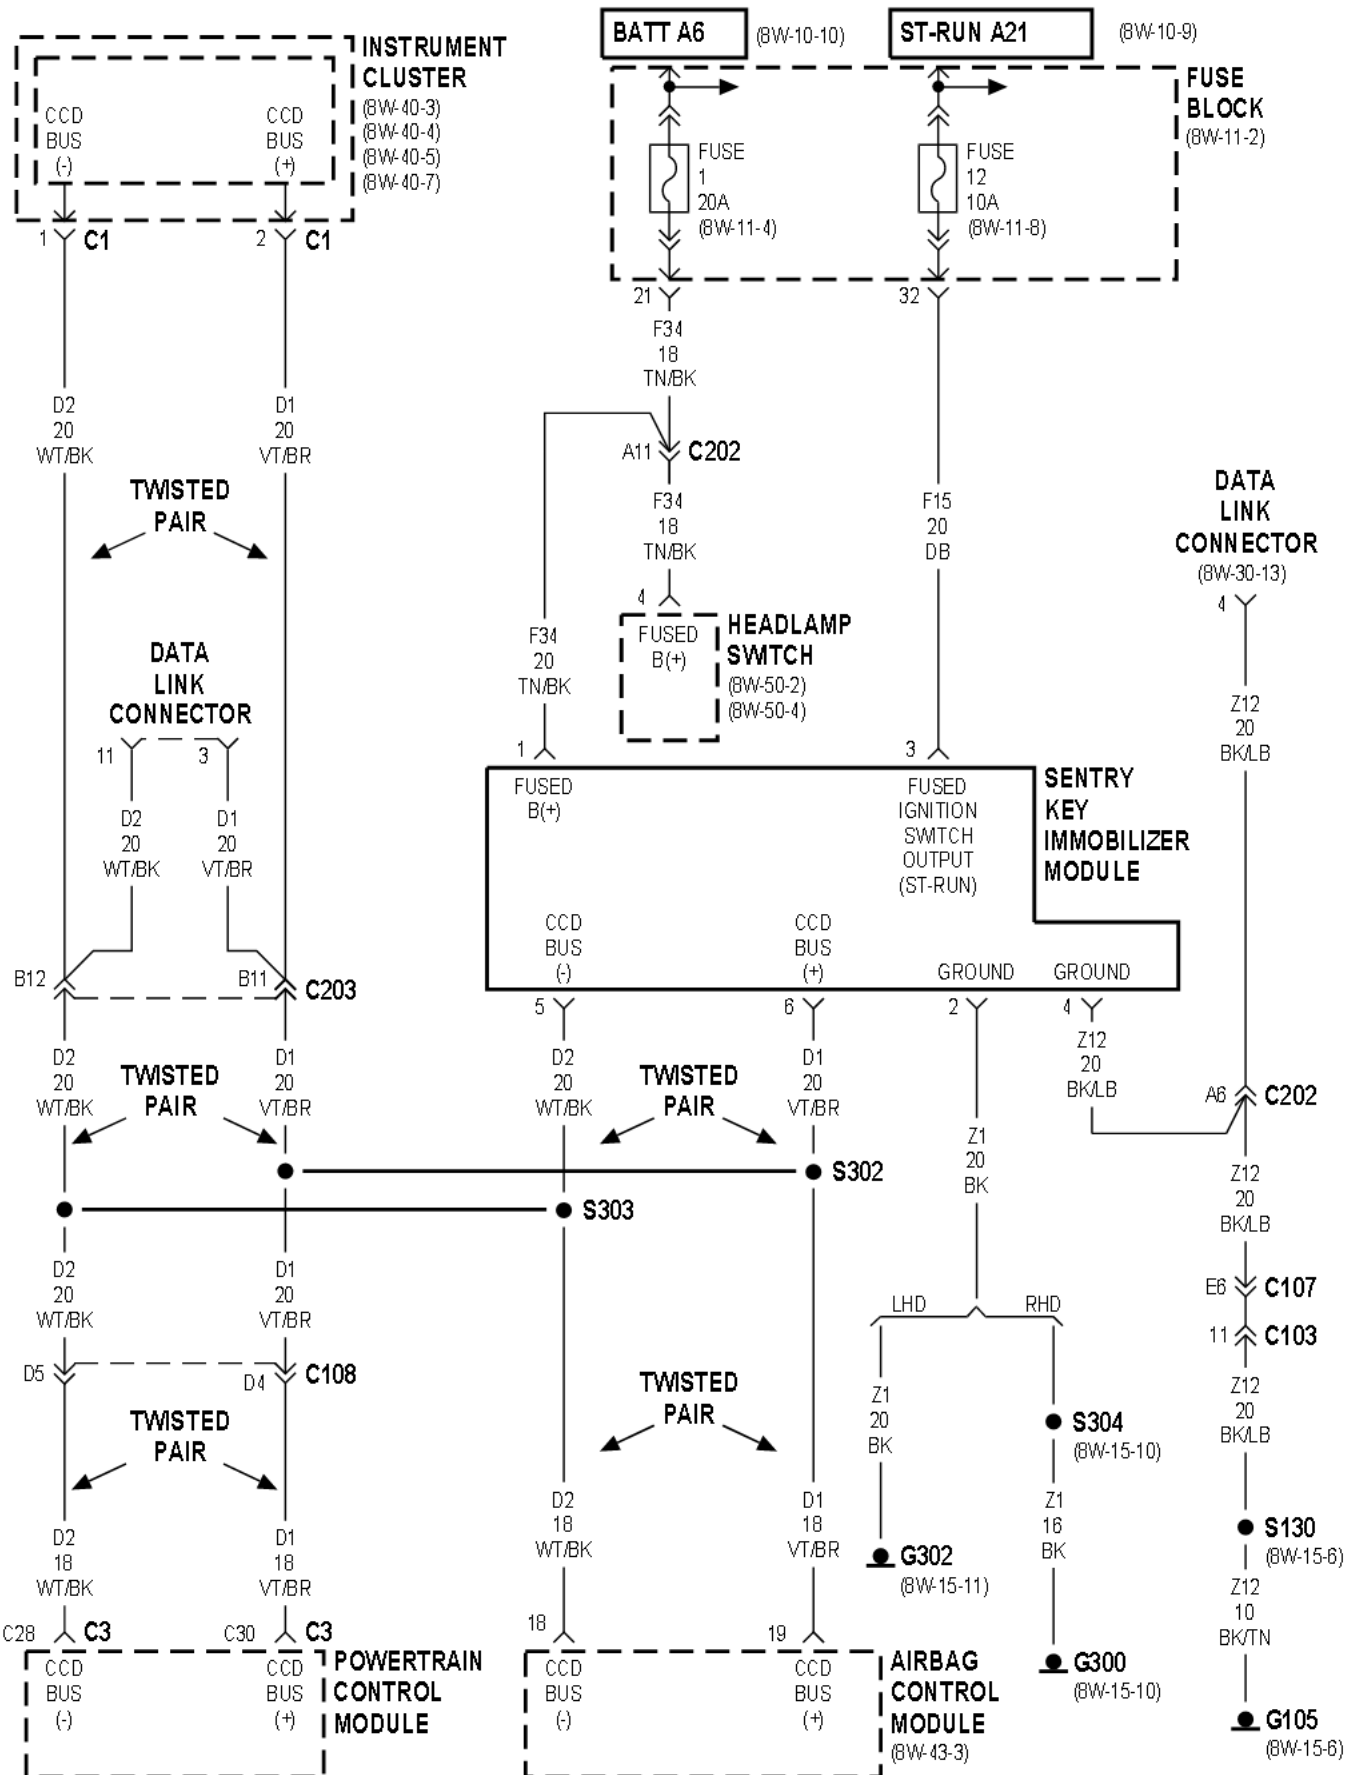 BATT A6
(8W-10-10)
ST-RUN A21
(8W-10-9)
INSTRUMENT
CLUSTER
(8W-40-3)
(8W-40-4)
(8W-40-5)
(8W-40-7)
CCD
BUS
(-)
CCD
BUS
(+)
1
C1
2
C1
FUSE
BLOCK
(8W-11-2)
FUSE
1
20A
(8W-11-4)
FUSE
12
10A
(8W-11-8)
21
32
F34
18
TN/BK
D2
20
WT/BK
D1
20
VT/BR
A11
C202
TWISTED
PAIR
F34
18
TN/BK
F15
20
DB
DATA
LINK
CONNECTOR
(8W-30-13)
4
4
FUSED
B(+)
HEADLAMP
SWITCH
(8W-50-2)
(8W-50-4)
F34
20
TN/BK
DATA
LINK
CONNECTOR
11
3
Z12
20
BK/LB
1
3
D2
20
WT/BK
D1
20
VT/BR
FUSED
B(+)
FUSED
IGNITION
SWITCH
OUTPUT
(ST-RUN)
SENTRY
KEY
IMMOBILIZER
MODULE
CCD
BUS
(-)
CCD
BUS
(+)
GROUND
GROUND
B12
B11
C203
5
6
2
4
D2
20
WT/BK
D1
20
VT/BR
TWISTED
PAIR
D2
20
WT/BK
D1
20
VT/BR
TWISTED
PAIR
Z12
20
BK/LB
A6
C202
Z1
20
BK
Z12
20
BK/LB
S302
S303
D2
20
WT/BK
D1
20
VT/BR
E6
C107
LHD
RHD
11
C103
D5
D4
C108
TWISTED
PAIR
TWISTED
PAIR
Z1
20
BK
S304
(8W-15-10)
Z12
20
BK/LB
D2
18
WT/BK
D1
18
VT/BR
D2
18
WT/BK
D1
18
VT/BR
Z1
16
BK
S130
(8W-15-6)
G302
(8W-15-11)
Z12
10
BK/TN
C28
C3
C30
C3
18
19
CCD
BUS
(-)
CCD
BUS
(+)
POWERTRAIN
CONTROL
MODULE
CCD
BUS
(-)
CCD
BUS
(+)
AIRBAG
CONTROL
MODULE
(8W-43-3)
G300
(8W-15-10)
G105
(8W-15-6)